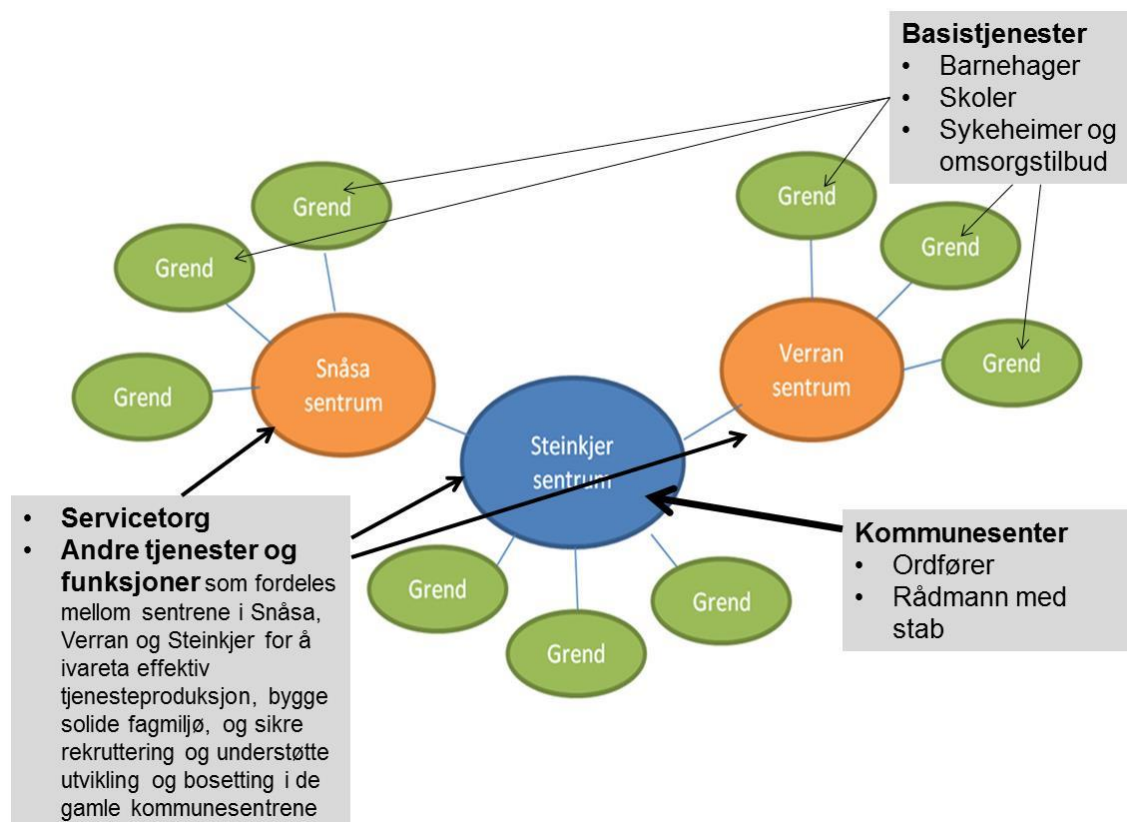 Basistjenester
• Barnehager
• Skoler
• Sykeheimer og
omsorgstilbud
Grend
Grend
Grend
Grend
Grend
Grend
Snåsa
sentrum
Verran
sentrum
Steinkjer
sentrum
• Servicetorg
• Andre tjenester og
funksjoner som fordeles
mellom sentrene i Snåsa,
Verran og Steinkjer for å
ivareta effektiv
tjenesteproduksjon, bygge
solide fagmiljø, og sikre
rekruttering og understøtte
utvikling og bosetting i de
gamle kommunesentrene
Kommunesenter
• Ordfører
• Rådmann med
stab
Grend
Grend
Grend